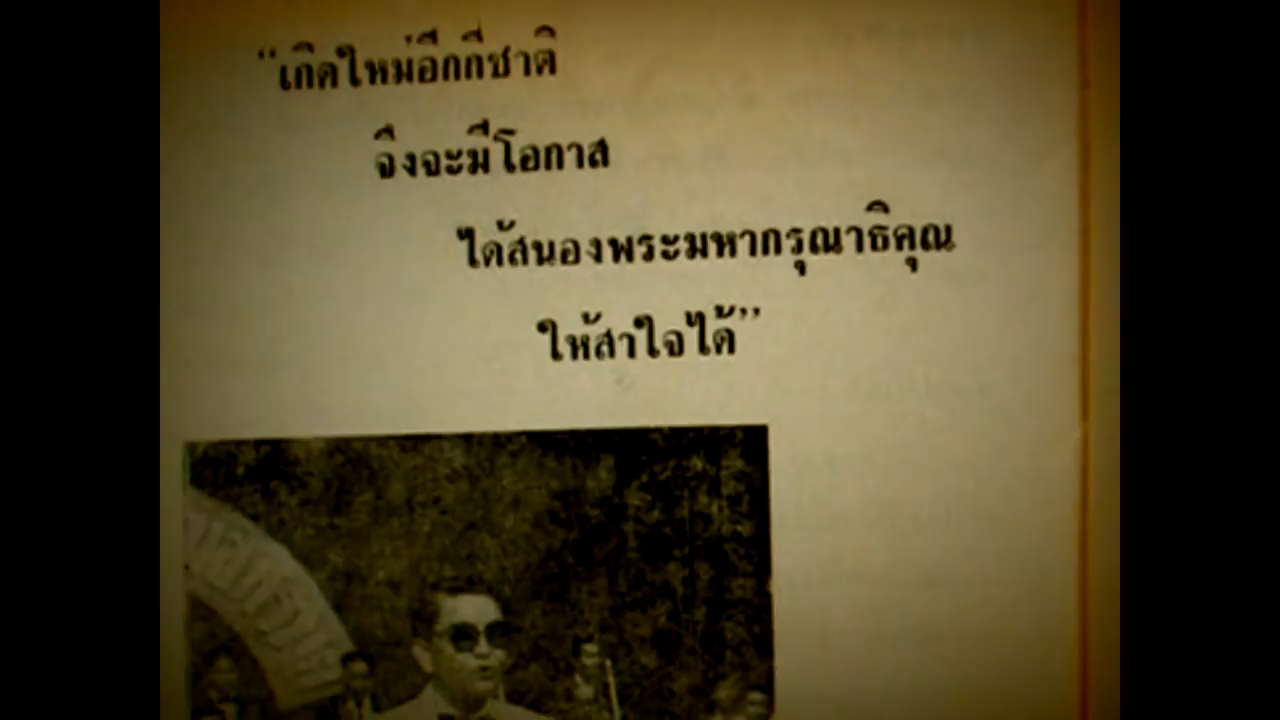 “เกิดใหม่อีกกี่ชาติ
จึงจะมีโอกาส
ได้สนองพระมหากรุณาธิคุณ
ให้สาใจได้”